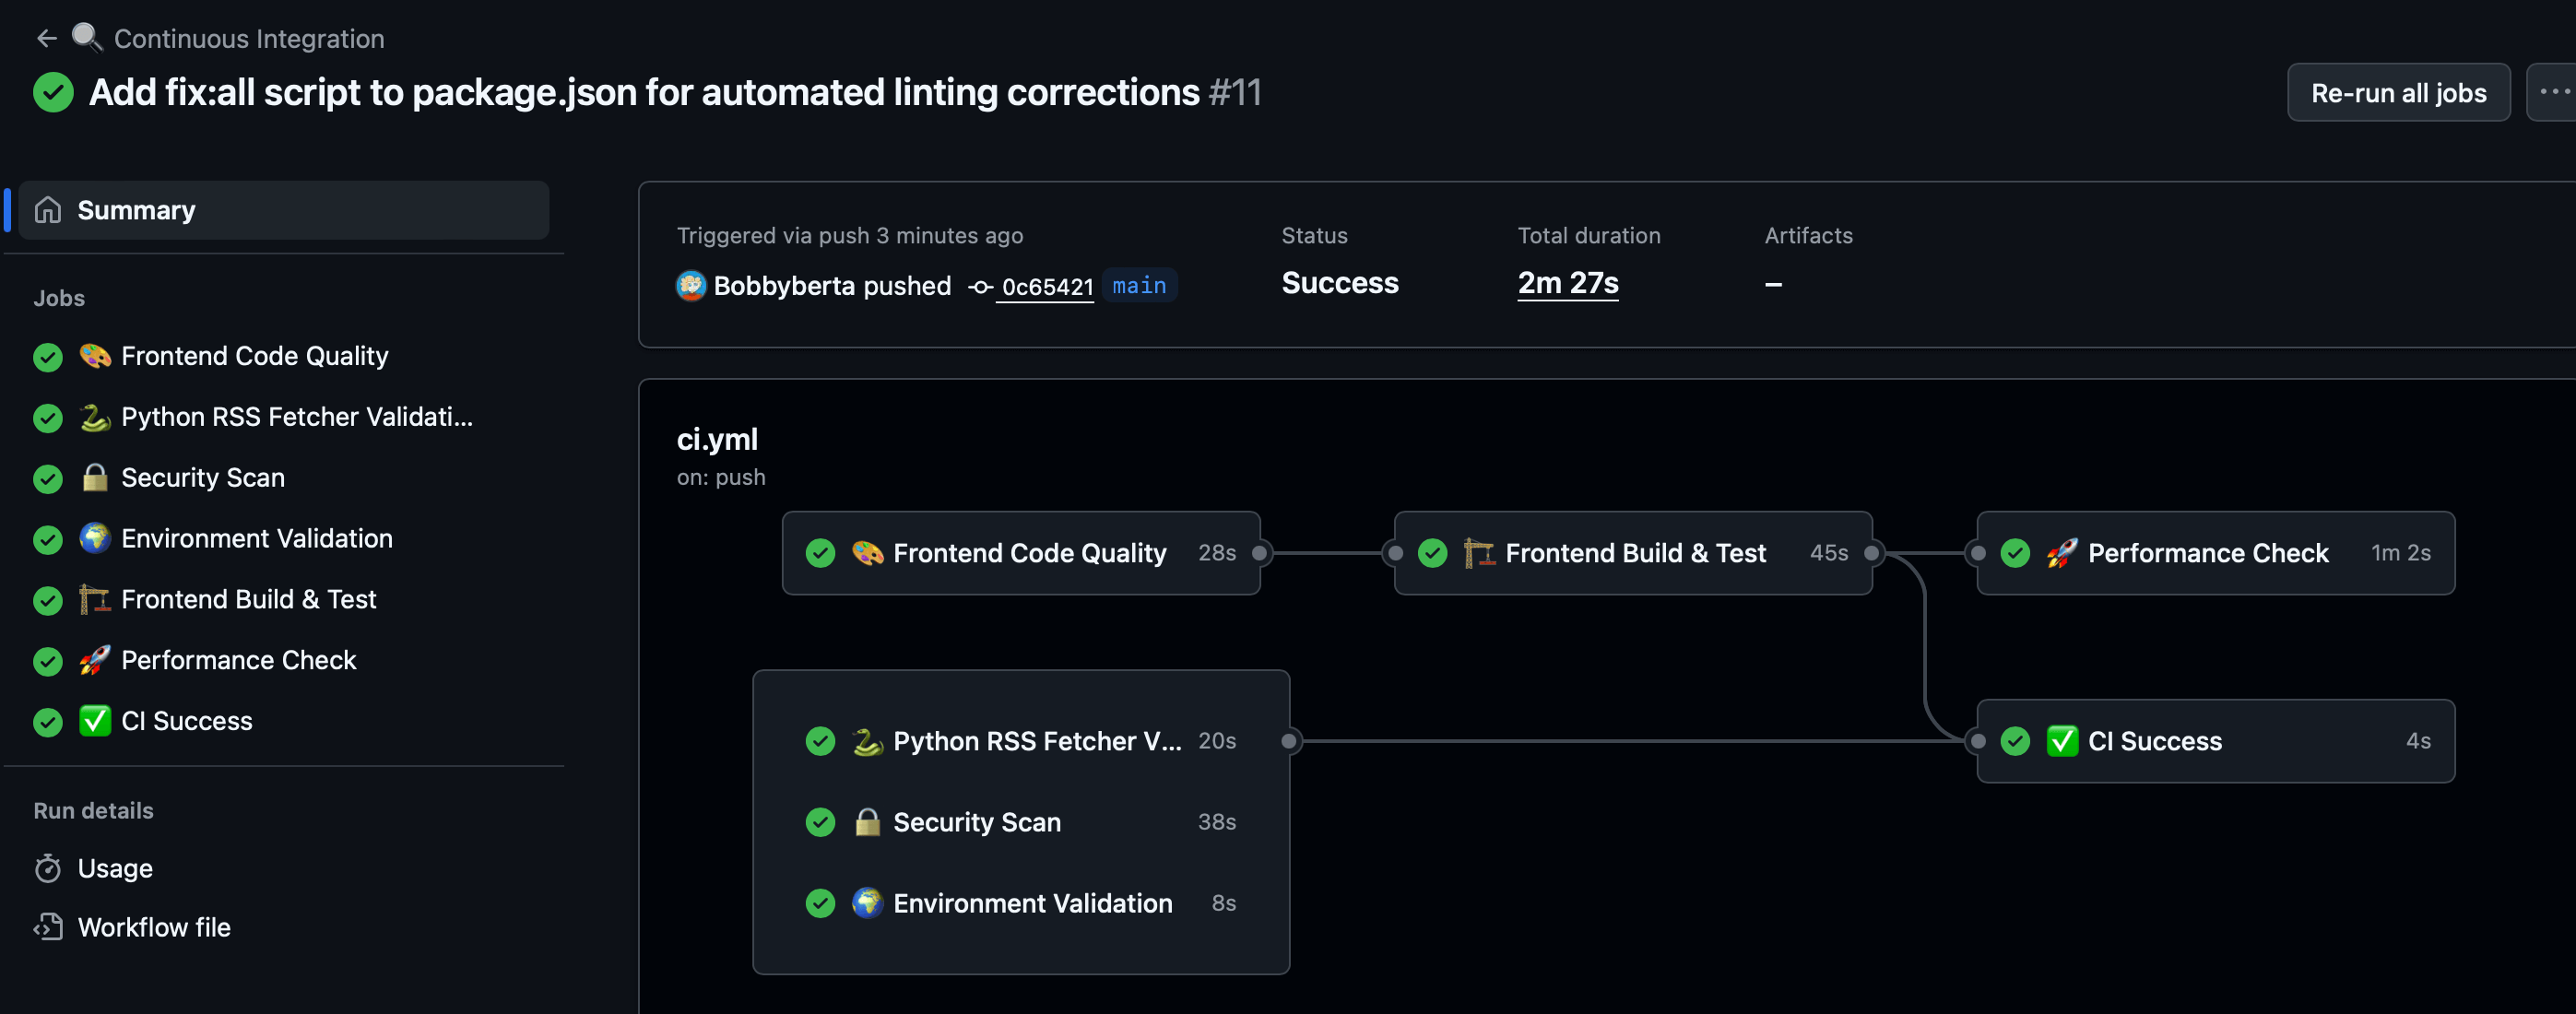 Continuous Integration
Add fix:all script to package.json for automated linting corrections #11
Re-run all jobs
Summary
Jobs
Frontend Code Quality
Python RSS Fetcher Validati...
Security Scan
Environment Validation
Frontend Build & Test
Performance Check
CI Success
Run details
Usage
Workflow file
Triggered via push 3 minutes ago
Bobbyberta pushed 0c65421 main
Status
Success
Total duration
2m 27s
Artifacts
–
ci.yml
on: push
Frontend Code Quality 28s
Frontend Build & Test 45s
Performance Check 1m 2s
Python RSS Fetcher V... 20s
Security Scan 38s
Environment Validation 8s
CI Success 4s